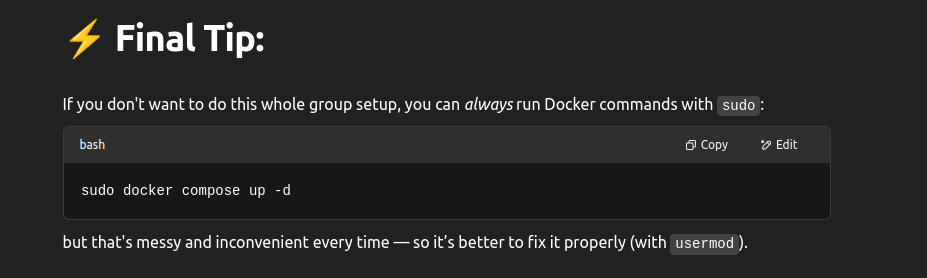 ⚡ Final Tip:
If you don't want to do this whole group setup, you can always run Docker commands with sudo:
bash Copy Edit
sudo docker compose up -d
but that's messy and inconvenient every time — so it’s better to fix it properly (with usermod).